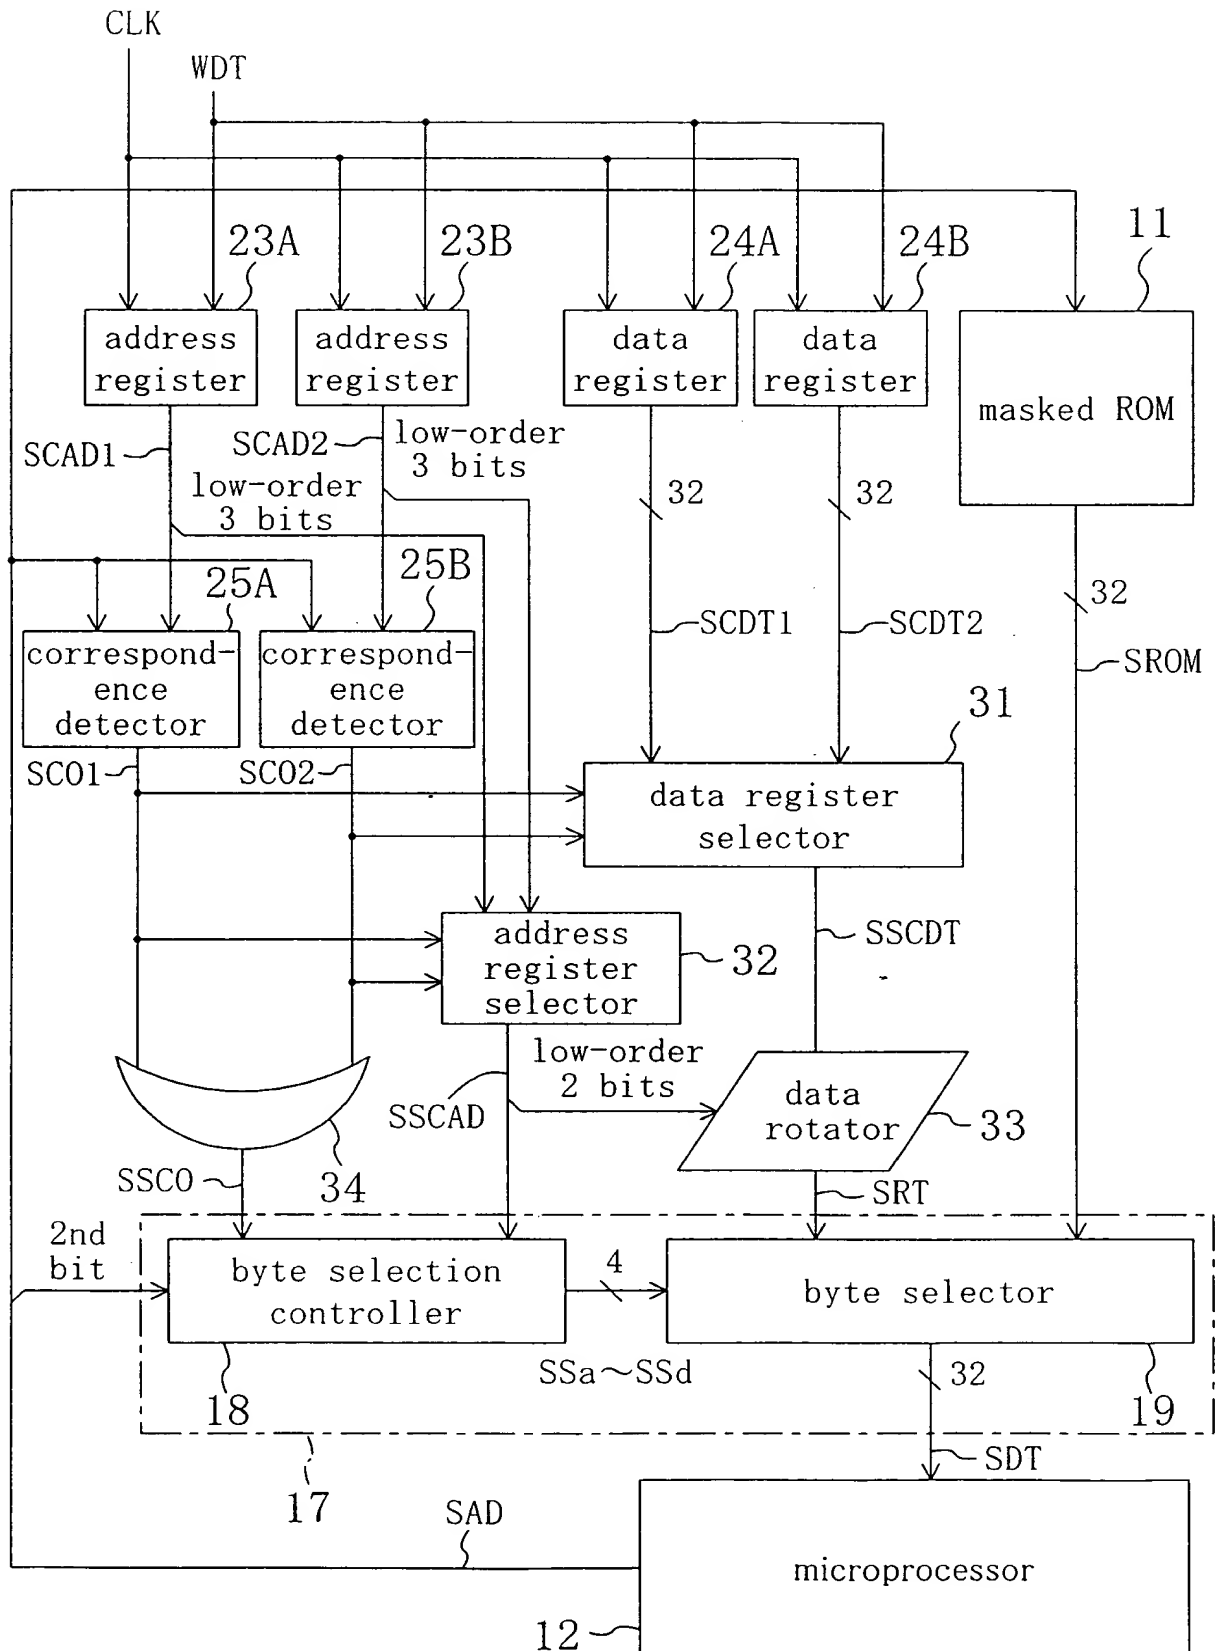 CLK
WDT
23A
23B
24A
24B
11
address
register
address
register
data
register
data
register
masked ROM
SCAD1
SCAD2
low-order
3 bits
low-order
3 bits
32
32
32
25A
25B
SCDT1
SCDT2
SROM
correspond-
ence
detector
correspond-
ence
detector
31
SCO1
SCO2
data register
selector
address
register
selector
32
SSCDT
low-order
2 bits
SSCAD
data
rotator
33
34
SSCO
SRT
2nd
bit
byte selection
controller
4
byte selector
SSa~SSd
32
18
19
17
SDT
SAD
microprocessor
12